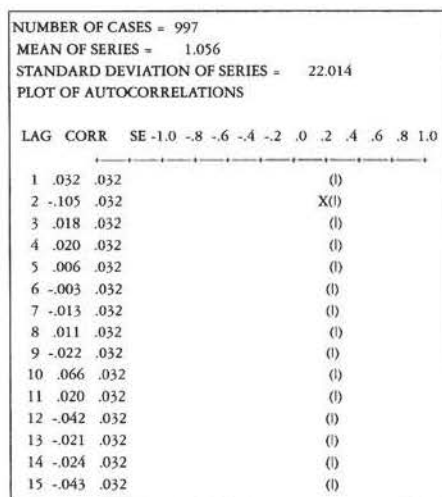 NUMBER OF CASES = 997
MEAN OF SERIES = 1.056
STANDARD DEVIATION OF SERIES = 22.014
PLOT OF AUTOCORRELATIONS
LAG CORR SE -1.0 -.8 -.6 -.4 -.2 .0 .2 .4 .6 .8 1.0
1 .032 .032 (I)
2 -.105 .032 X(I)
3 .018 .032 (I)
4 .020 .032 (I)
5 .006 .032 (I)
6 -.003 .032 (I)
7 -.013 .032 (I)
8 .011 .032 (I)
9 -.022 .032 (I)
10 .066 .032 (I)
11 .020 .032 (I)
12 -.042 .032 (I)
13 -.021 .032 (I)
14 -.024 .032 (I)
15 -.043 .032 (I)